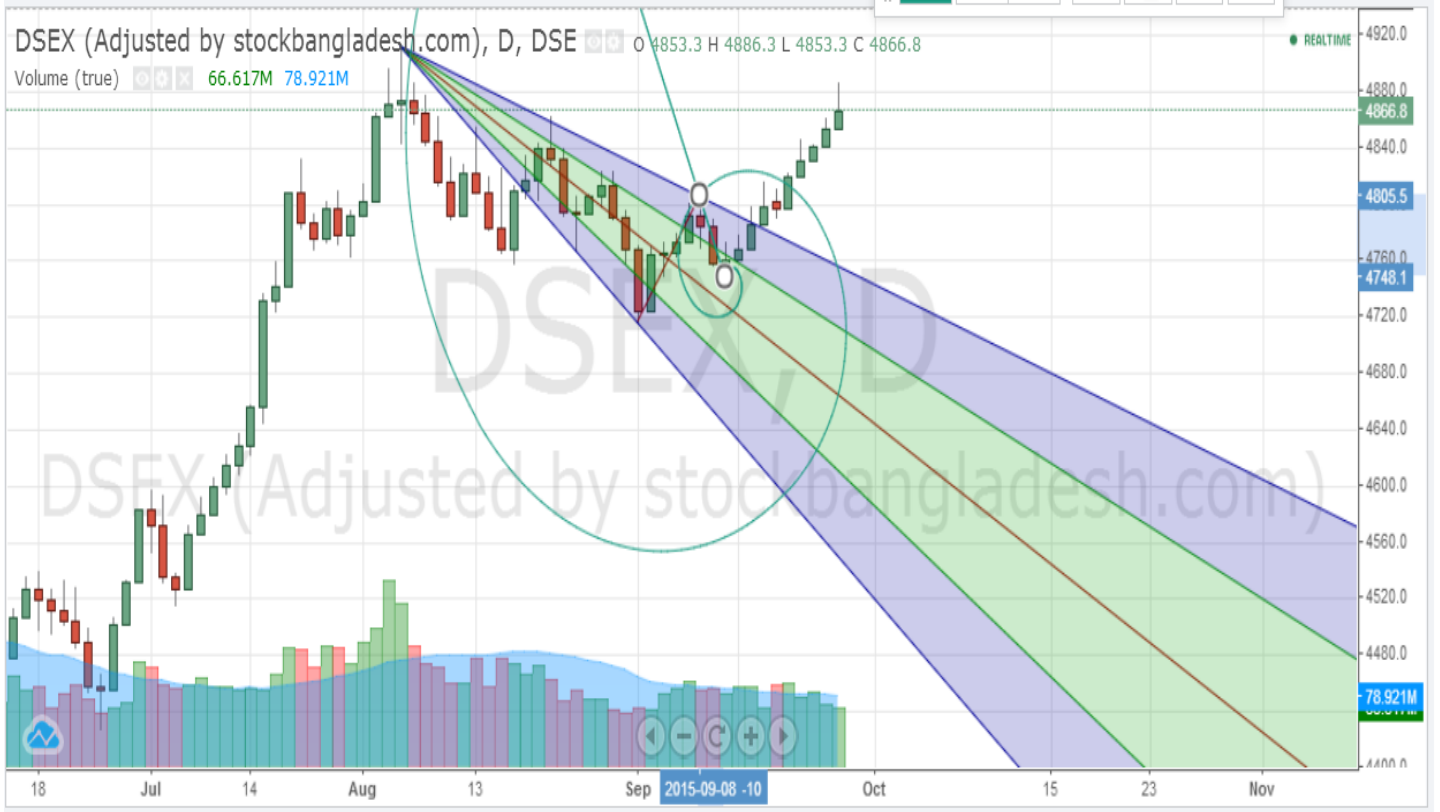 DSEX (Adjusted by stockbangladesh.com), D, DSE O 4853.3 H 4886.3 L 4853.3 C 4866.8
Volume (true) 66.617M 78.921M
REALTIME
4920.0
4880.0
4866.8
4840.0
4805.5
4760.0
4748.1
4720.0
4680.0
4640.0
4600.0
4560.0
4520.0
4480.0
78.921M
4400.0
DSEX, D
DSEX (Adjusted by stockbangladesh.com)
18 Jul 14 Aug 13 Sep 2015-09-08 -10 Oct 15 23 Nov